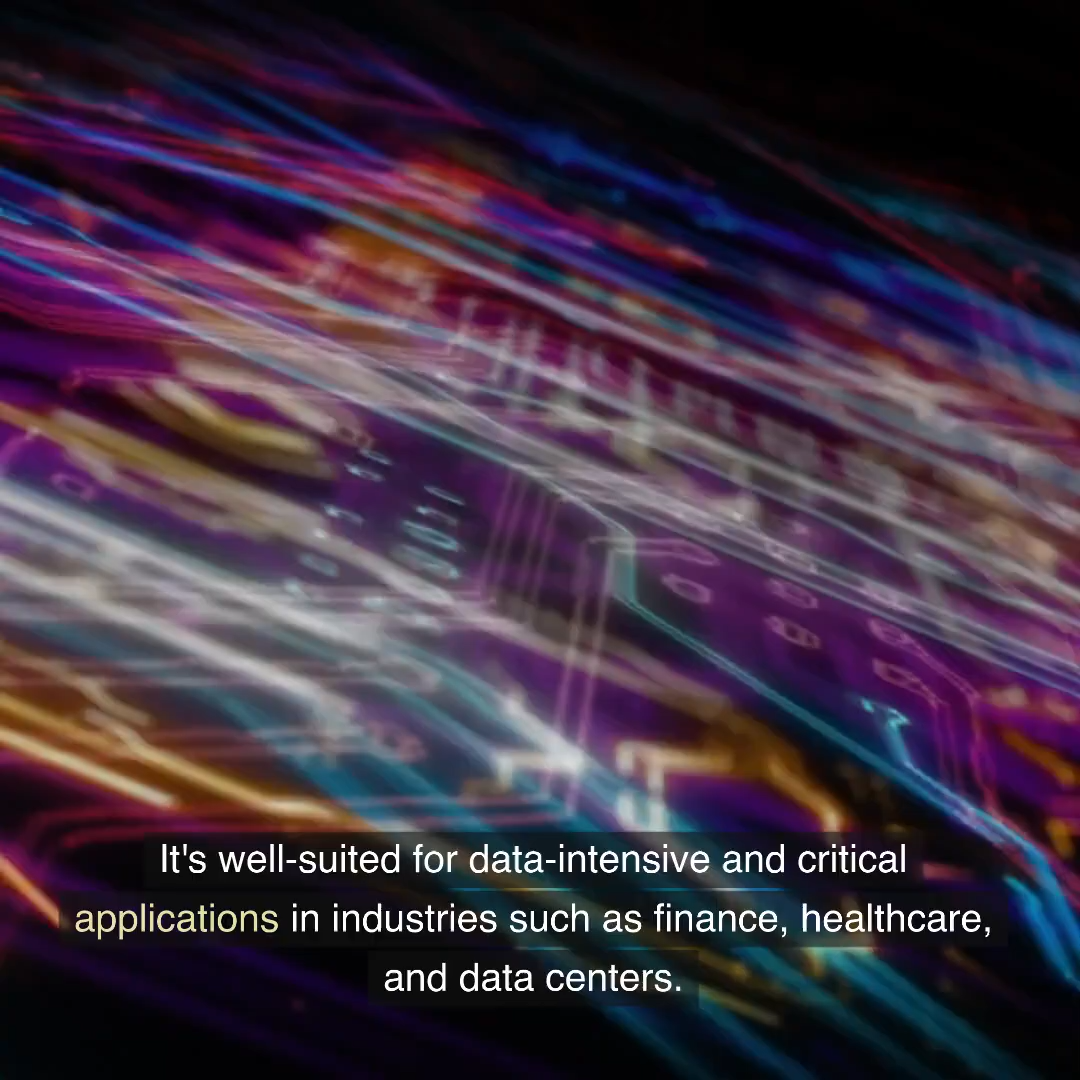 It's well-suited for data-intensive and critical
applications in industries such as finance, healthcare,
and data centers.